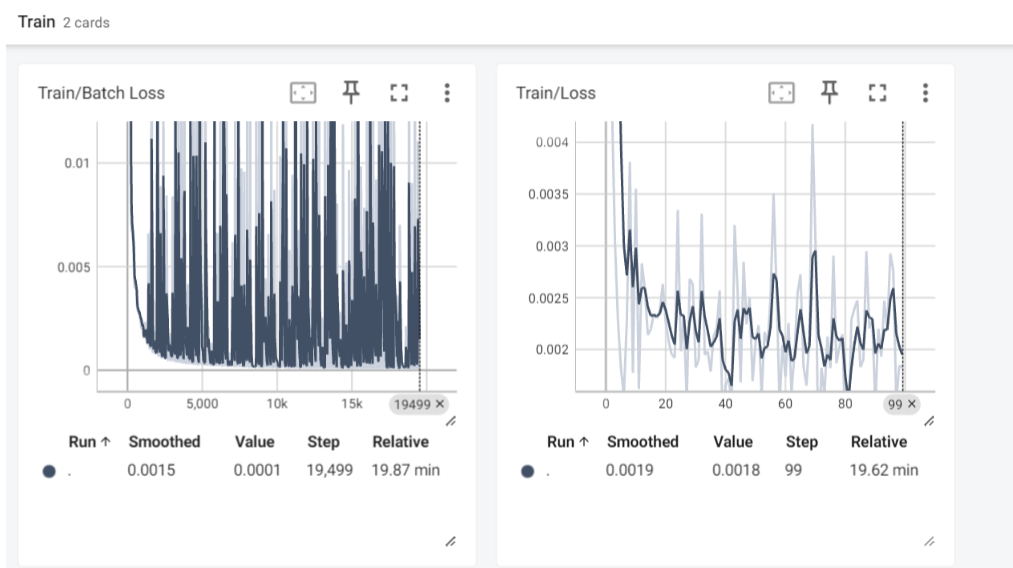 Train 2 cards
Train/Batch Loss
0.01
0.005
0
0 5,000 10k 15k 19499 ×
Run ↑ Smoothed Value Step Relative
. 0.0015 0.0001 19,499 19.87 min
Train/Loss
0.004
0.0035
0.003
0.0025
0.002
0 20 40 60 80 99 ×
Run ↑ Smoothed Value Step Relative
. 0.0019 0.0018 99 19.62 min